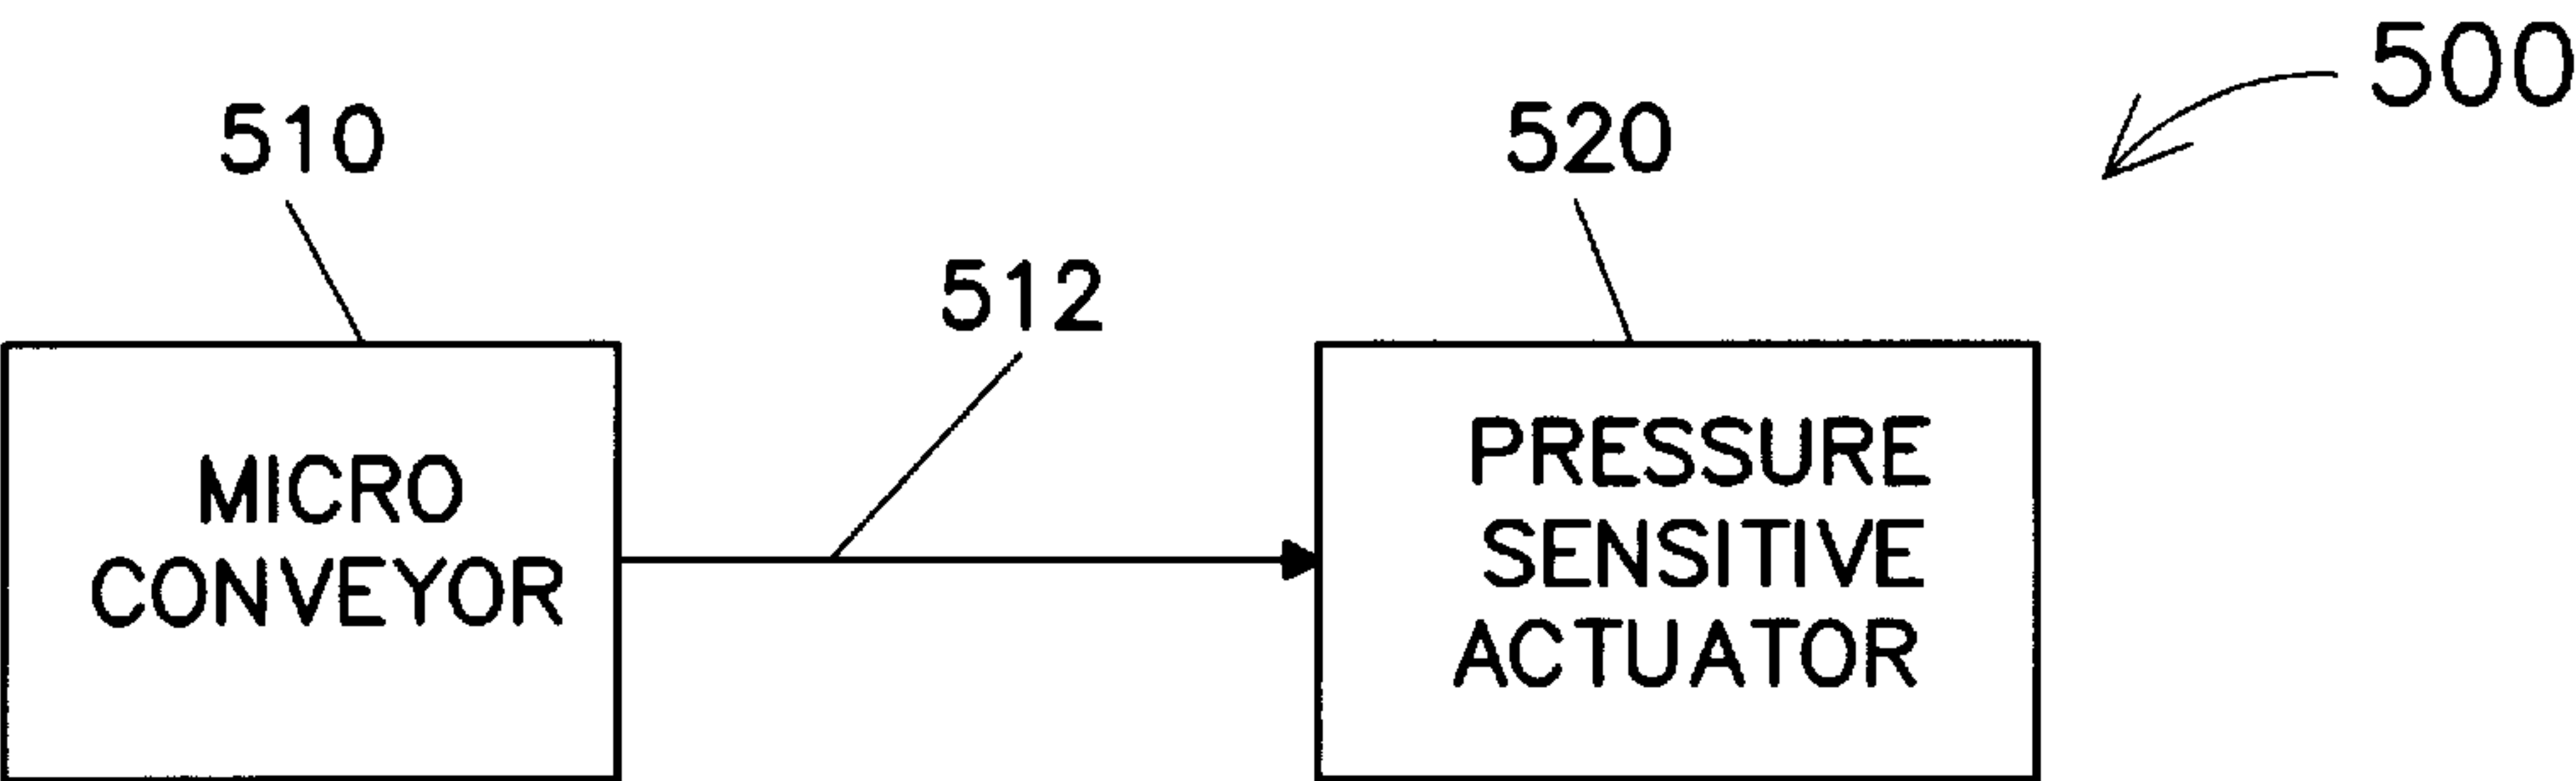 500
510
520
512
MICRO
CONVEYOR
PRESSURE
SENSITIVE
ACTUATOR